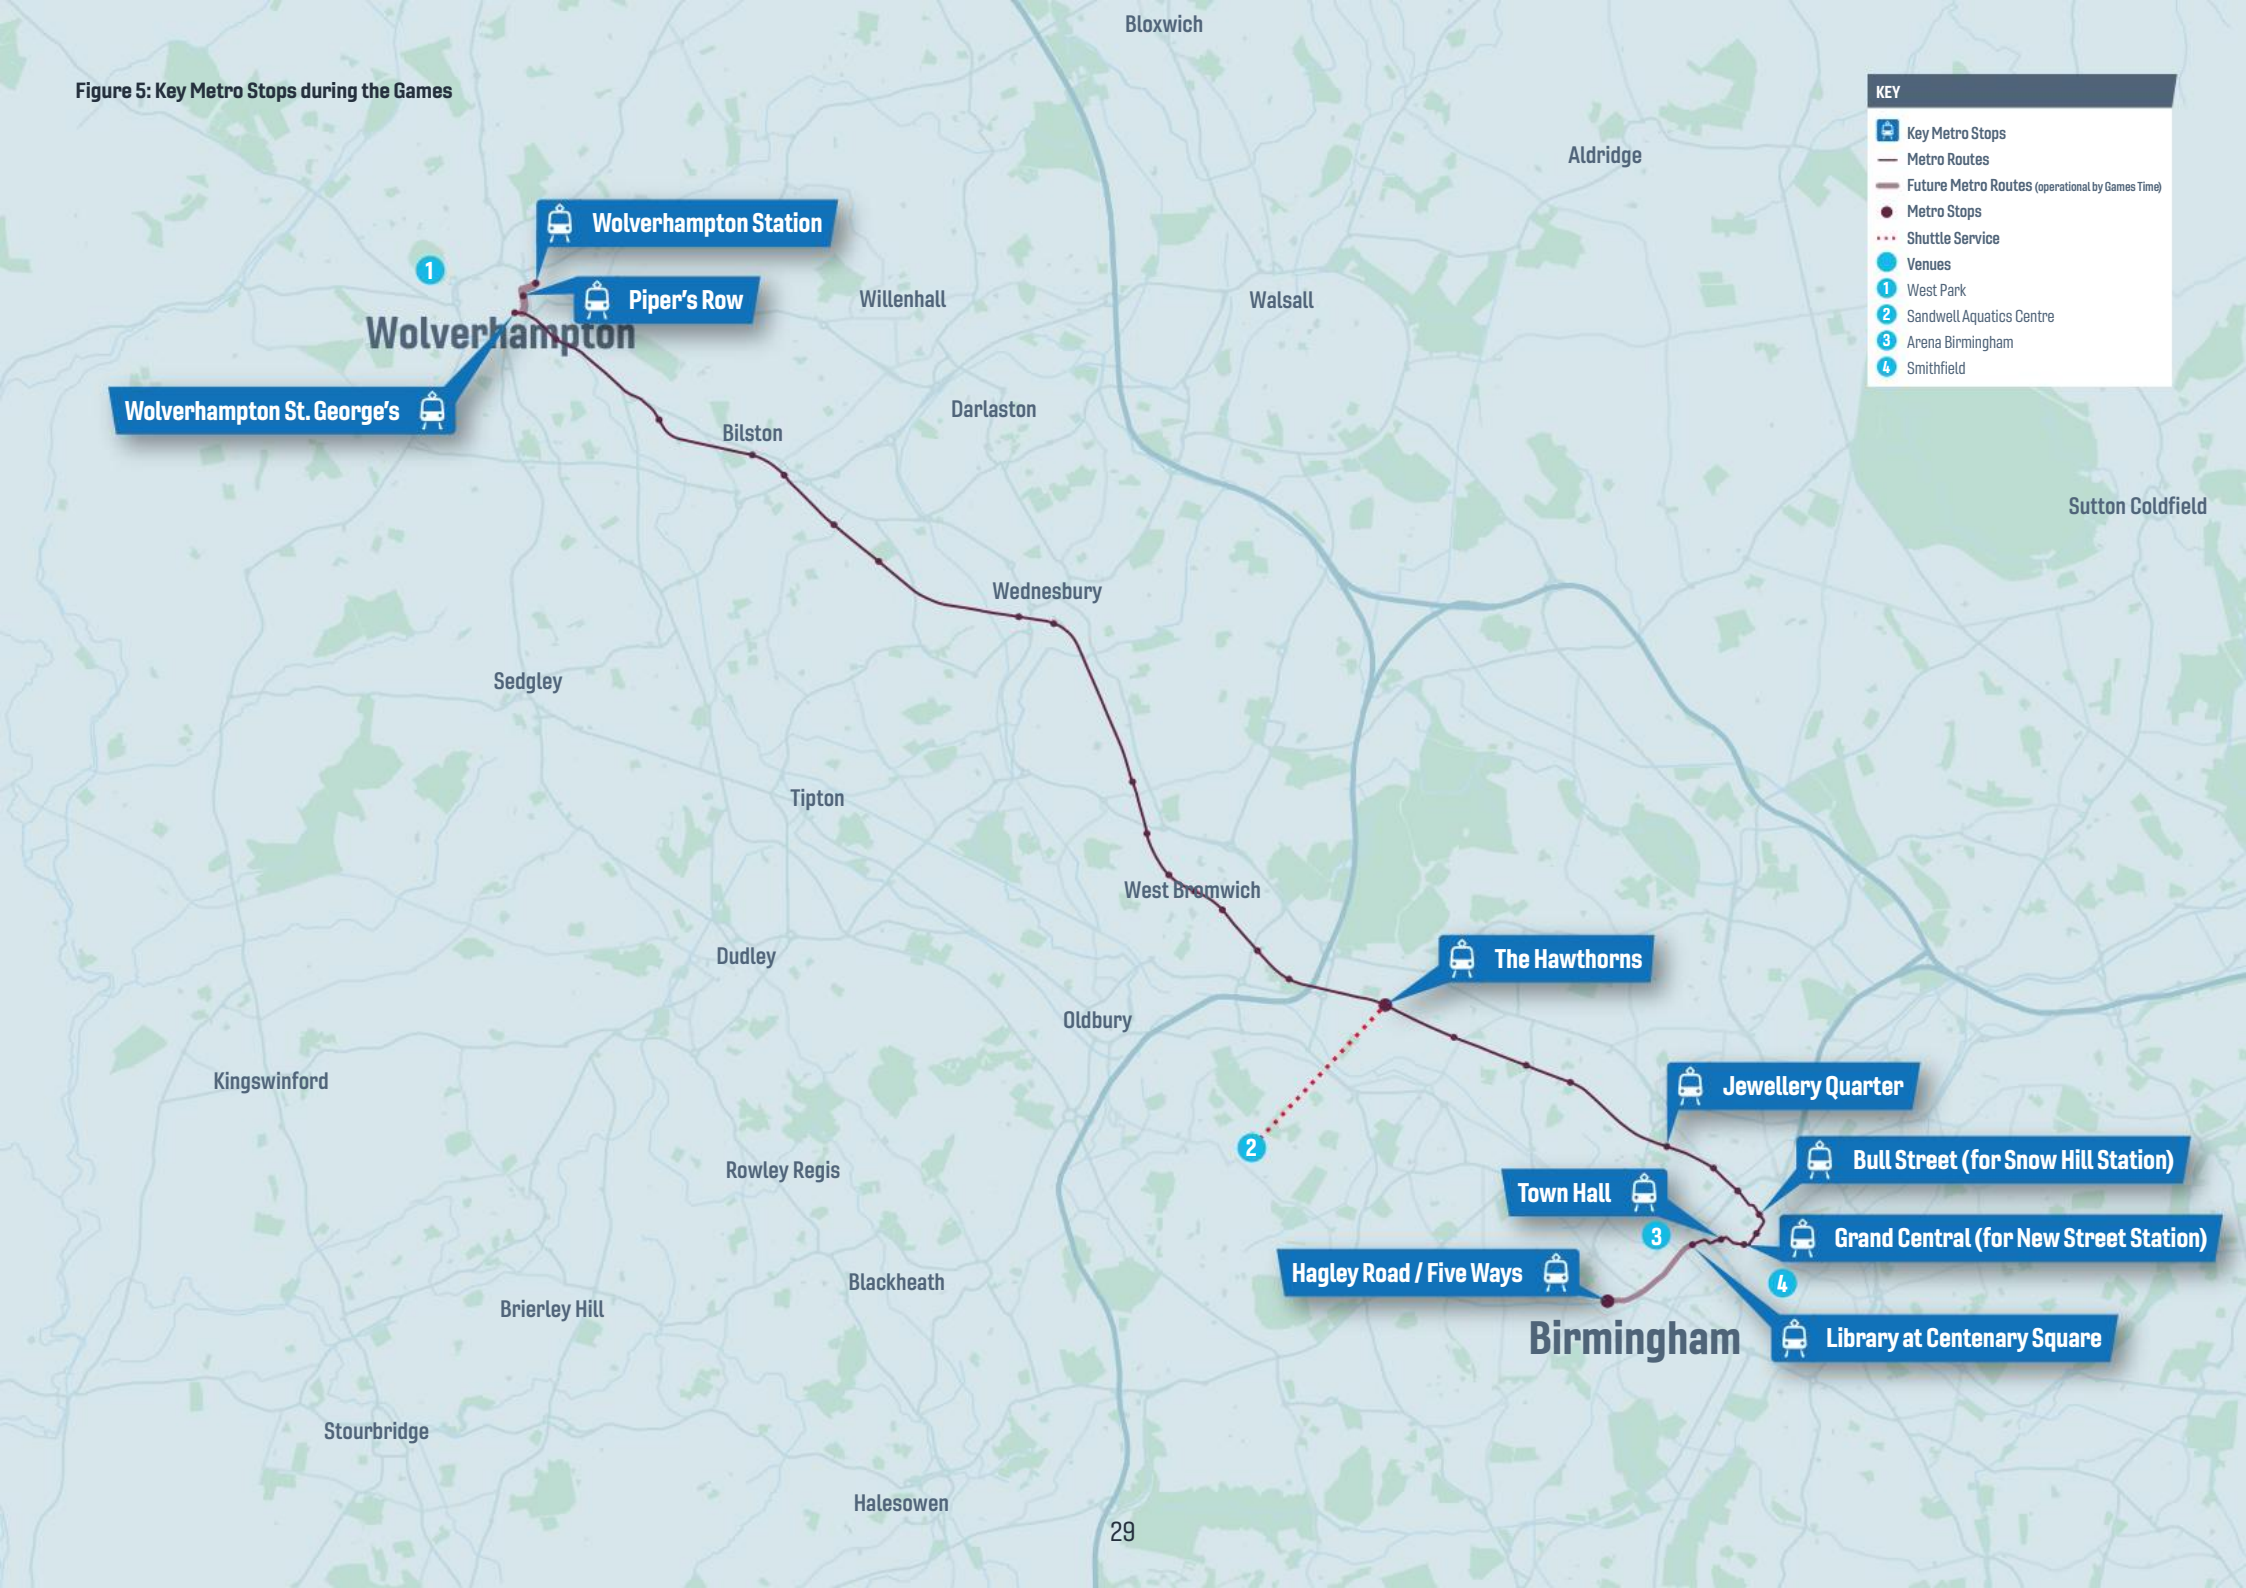 Bloxwich
Figure 5: Key Metro Stops during the Games
KEY
Key Metro Stops
Metro Routes
Future Metro Routes (operational by Games Time)
Metro Stops
Shuttle Service
Venues
1 West Park
2 Sandwell Aquatics Centre
3 Arena Birmingham
4 Smithfield
Aldridge
Wolverhampton Station
1
Piper's Row
Willenhall
Walsall
Wolverhampton
Wolverhampton St. George's
Darlaston
Bilston
Sutton Coldfield
Wednesbury
Sedgley
Tipton
West Bromwich
Dudley
The Hawthorns
Oldbury
Kingswinford
Jewellery Quarter
2
Rowley Regis
Bull Street (for Snow Hill Station)
Town Hall
3
Grand Central (for New Street Station)
Hagley Road / Five Ways
4
Blackheath
Brierley Hill
Birmingham
Library at Centenary Square
Stourbridge
Halesowen
29